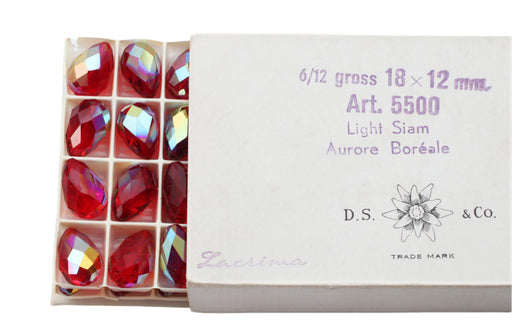 6/12 gross 18 × 12 mm.
Art. 5500
Light Siam
Aurore Boréale
D.S. & Co.
TRADE MARK
Lacrima